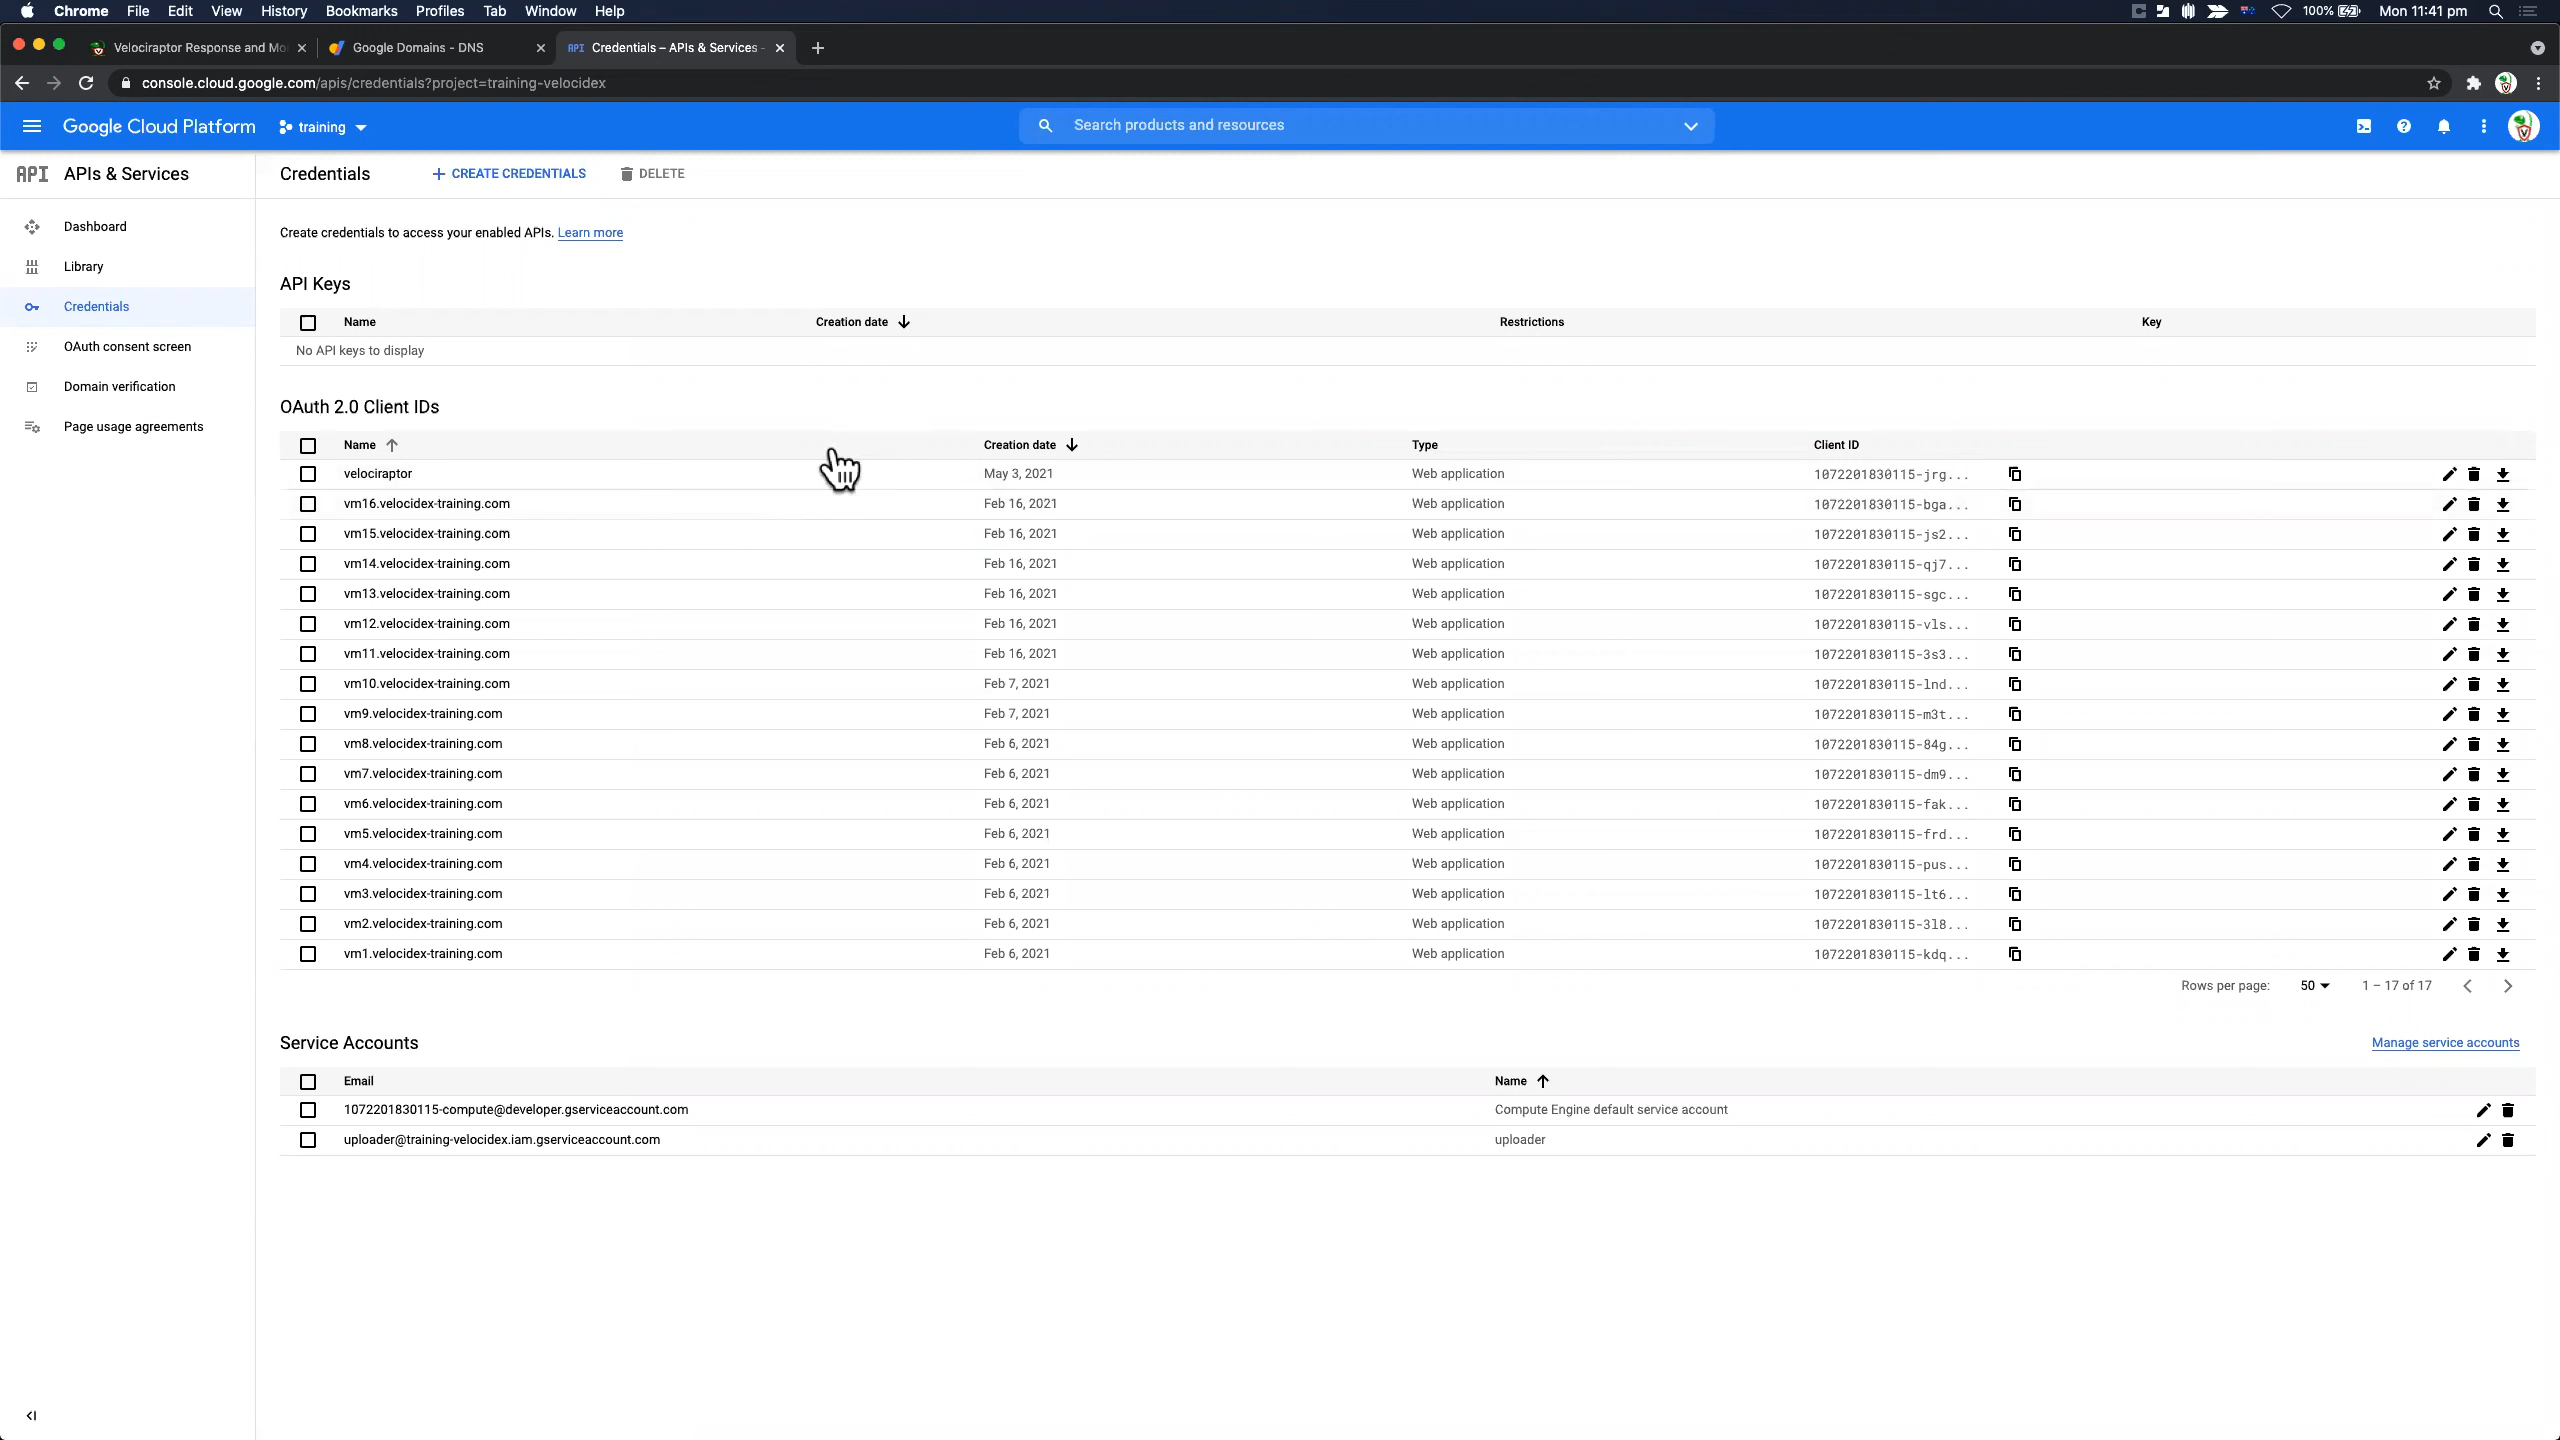 Chrome File Edit View History Bookmarks Profiles Tab Window Help 100% Mon 11:41 pm
Velociraptor Response and Mo Google Domains - DNS API Credentials – APIs & Services -
console.cloud.google.com/apis/credentials?project=training-velocidex
Google Cloud Platform training Search products and resources
API APIs & Services
Dashboard
Library
Credentials
OAuth consent screen
Domain verification
Page usage agreements
Credentials + CREATE CREDENTIALS DELETE
Create credentials to access your enabled APIs. Learn more
API Keys
Name Creation date Restrictions Key
No API keys to display
OAuth 2.0 Client IDs
Name Creation date Type Client ID
velociraptor May 3, 2021 Web application 1072201830115-jrg...
vm16.velocidex-training.com Feb 16, 2021 Web application 1072201830115-bga...
vm15.velocidex-training.com Feb 16, 2021 Web application 1072201830115-js2...
vm14.velocidex-training.com Feb 16, 2021 Web application 1072201830115-qj7...
vm13.velocidex-training.com Feb 16, 2021 Web application 1072201830115-sgc...
vm12.velocidex-training.com Feb 16, 2021 Web application 1072201830115-vls...
vm11.velocidex-training.com Feb 16, 2021 Web application 1072201830115-3s3...
vm10.velocidex-training.com Feb 7, 2021 Web application 1072201830115-lnd...
vm9.velocidex-training.com Feb 7, 2021 Web application 1072201830115-m3t...
vm8.velocidex-training.com Feb 6, 2021 Web application 1072201830115-84g...
vm7.velocidex-training.com Feb 6, 2021 Web application 1072201830115-dm9...
vm6.velocidex-training.com Feb 6, 2021 Web application 1072201830115-fak...
vm5.velocidex-training.com Feb 6, 2021 Web application 1072201830115-frd...
vm4.velocidex-training.com Feb 6, 2021 Web application 1072201830115-pus...
vm3.velocidex-training.com Feb 6, 2021 Web application 1072201830115-lt6...
vm2.velocidex-training.com Feb 6, 2021 Web application 1072201830115-3l8...
vm1.velocidex-training.com Feb 6, 2021 Web application 1072201830115-kdq...
Rows per page: 50 1 – 17 of 17
Service Accounts Manage service accounts
Email Name
1072201830115-compute@developer.gserviceaccount.com Compute Engine default service account
uploader@training-velocidex.iam.gserviceaccount.com uploader